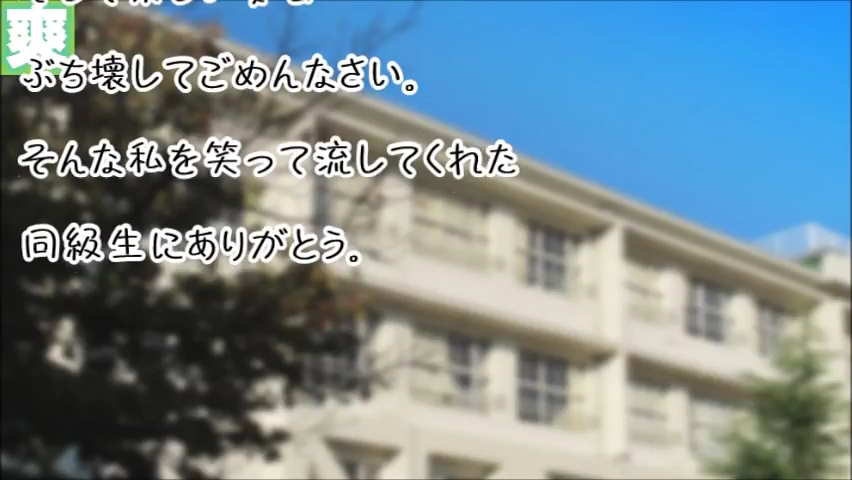 爽
ぶち壊してごめんなさい。
そんな私を笑って流してくれた
同級生にありがとう。